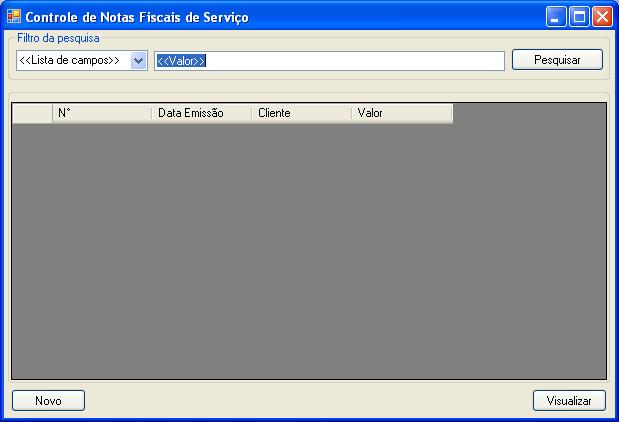 Controle de Notas Fiscais de Serviço
Filtro da pesquisa
<<Lista de campos>> <<Valor>> Pesquisar
N° Data Emissão Cliente Valor
Novo Visualizar